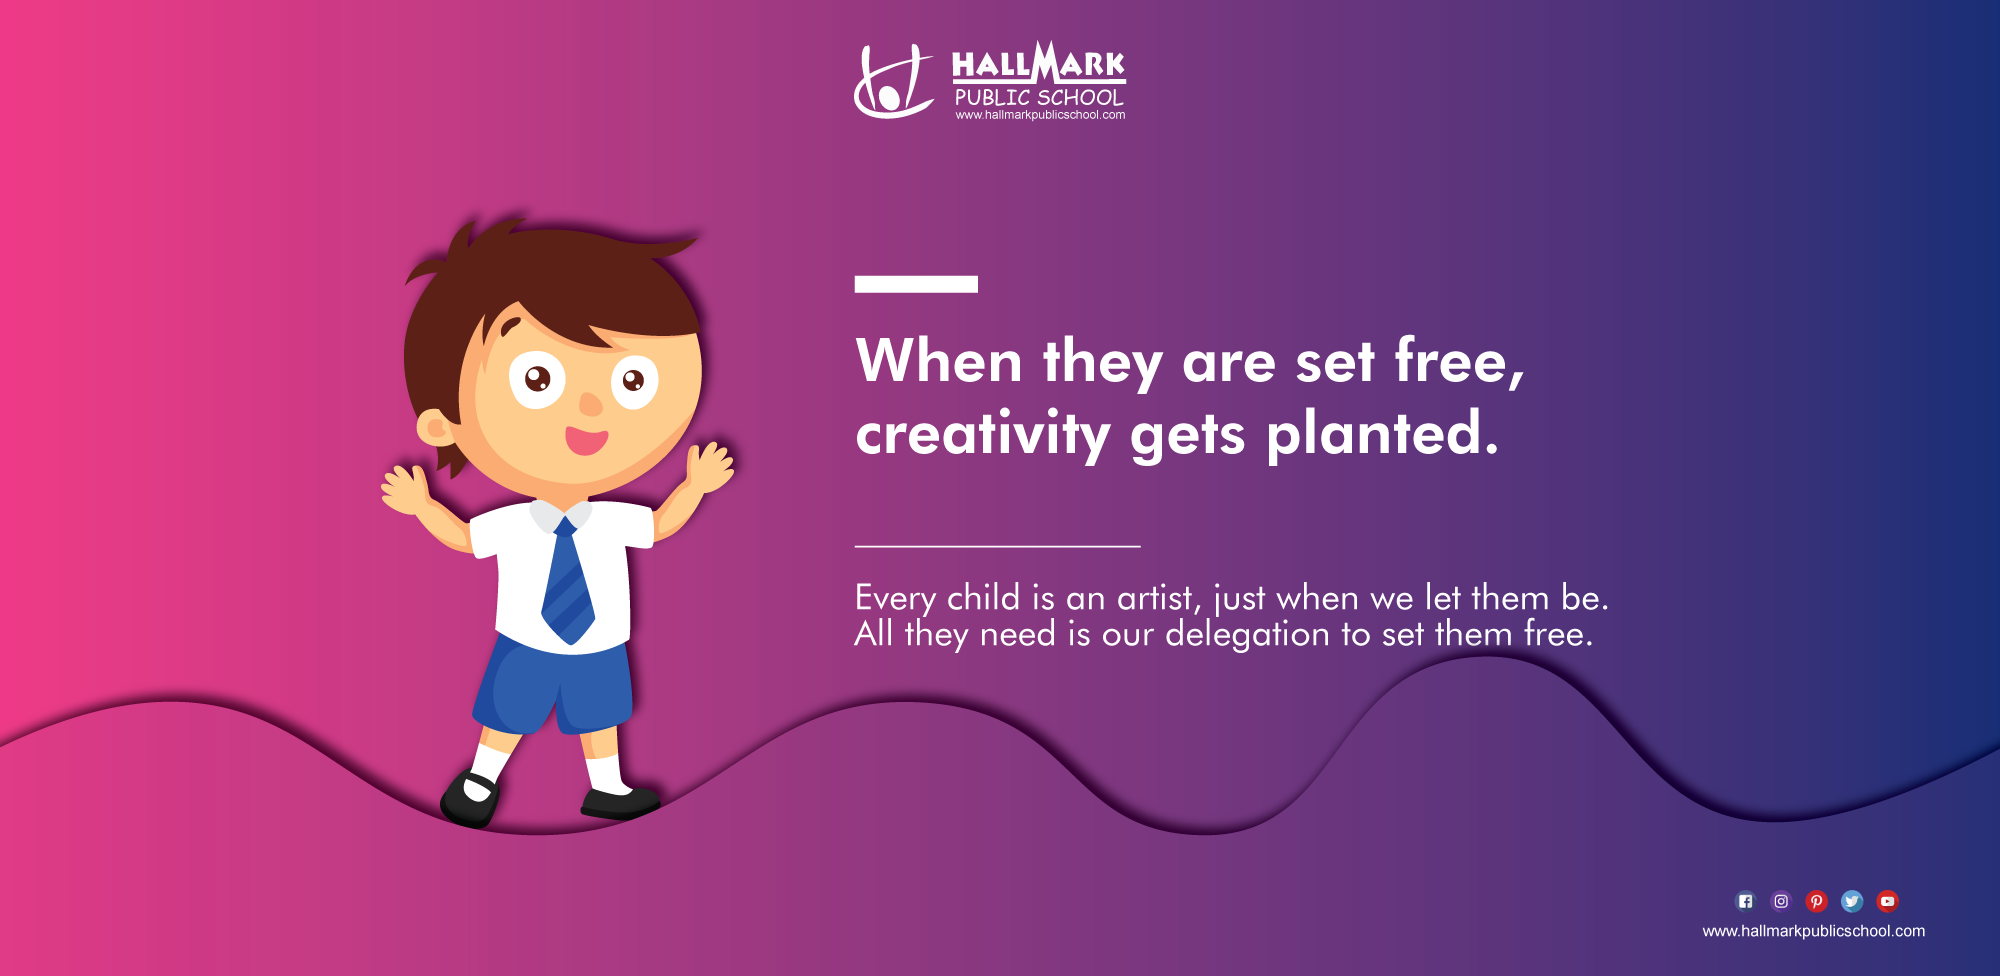 HALLMARK
PUBLIC SCHOOL
www.hallmarkpublicschool.com
When they are set free,
creativity gets planted.
Every child is an artist, just when we let them be.
All they need is our delegation to set them free.
www.hallmarkpublicschool.com